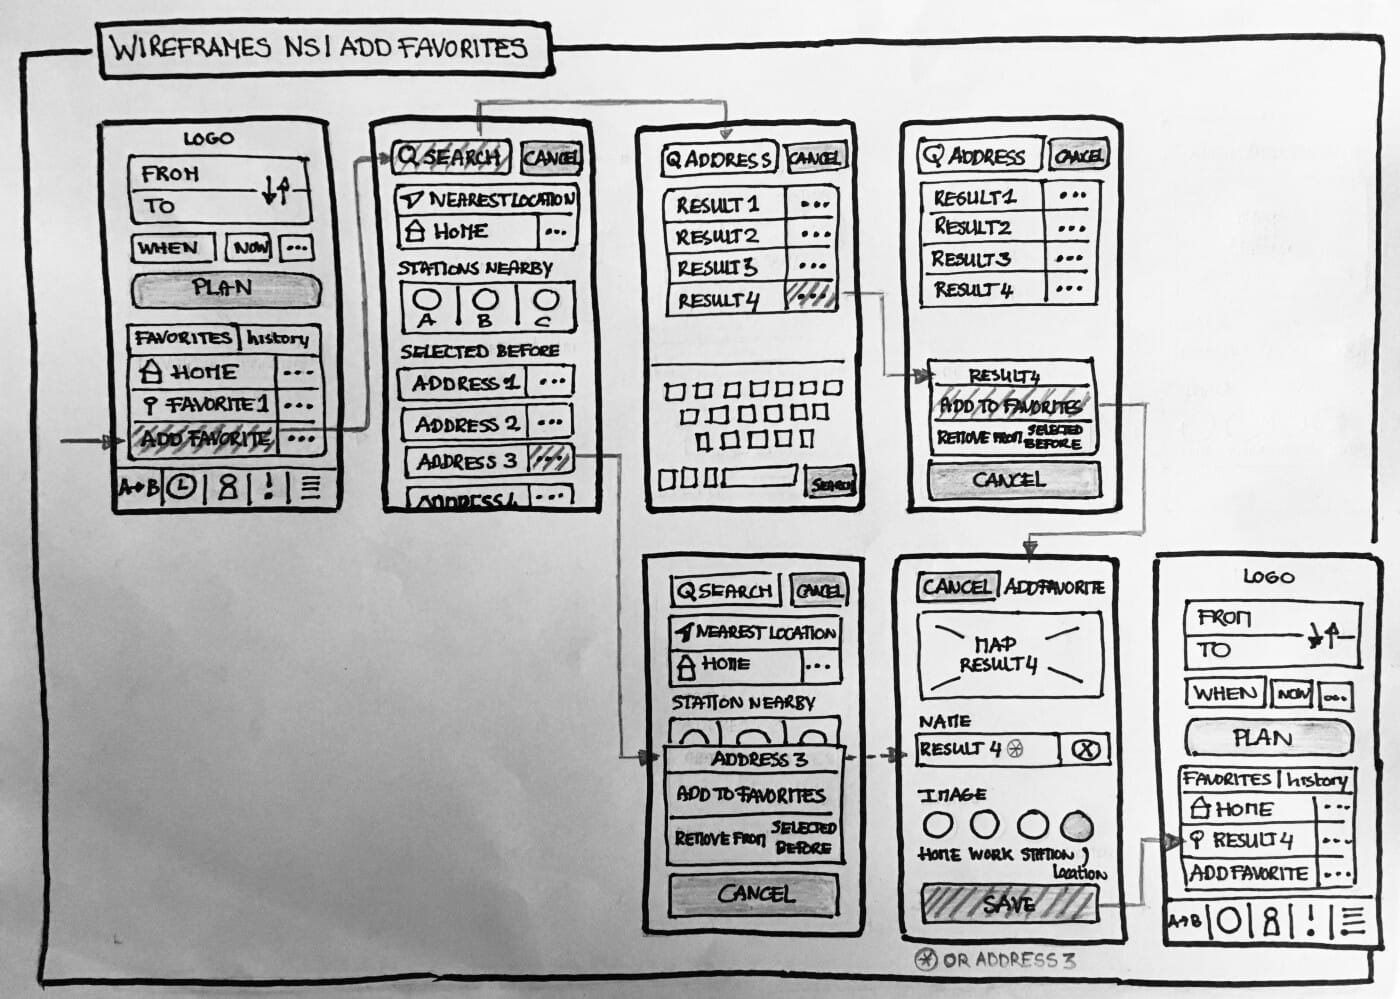 WIREFRAMES NS | ADD FAVORITES
LOGO
FROM
TO
WHEN NOW ...
PLAN
FAVORITES history
HOME ...
FAVORITE 1 ...
ADD FAVORITE ...
A→B !
SEARCH CANCEL
NEAREST LOCATION
HOME ...
STATIONS NEARBY
A B C
SELECTED BEFORE
ADDRESS 1 ...
ADDRESS 2 ...
ADDRESS 3 ...
ADDRESS 4 ...
ADDRESS CANCEL
RESULT 1 ...
RESULT 2 ...
RESULT 3 ...
RESULT 4 ...
SEARCH
ADDRESS CANCEL
RESULT 1 ...
RESULT 2 ...
RESULT 3 ...
RESULT 4 ...
RESULT 4
ADD TO FAVORITES
REMOVE FROM SELECTED
BEFORE
CANCEL
SEARCH CANCEL
NEAREST LOCATION
HOME ...
STATION NEARBY
ADDRESS 3
ADD TO FAVORITES
REMOVE FROM SELECTED
BEFORE
CANCEL
CANCEL ADD FAVORITE
MAP
RESULT 4
NAME
RESULT 4 * X
IMAGE
HOME WORK STATION
location
SAVE
* OR ADDRESS 3
LOGO
FROM
TO
WHEN NOW ...
PLAN
FAVORITES | history
HOME ...
RESULT 4 ...
ADD FAVORITE ...
A→B !